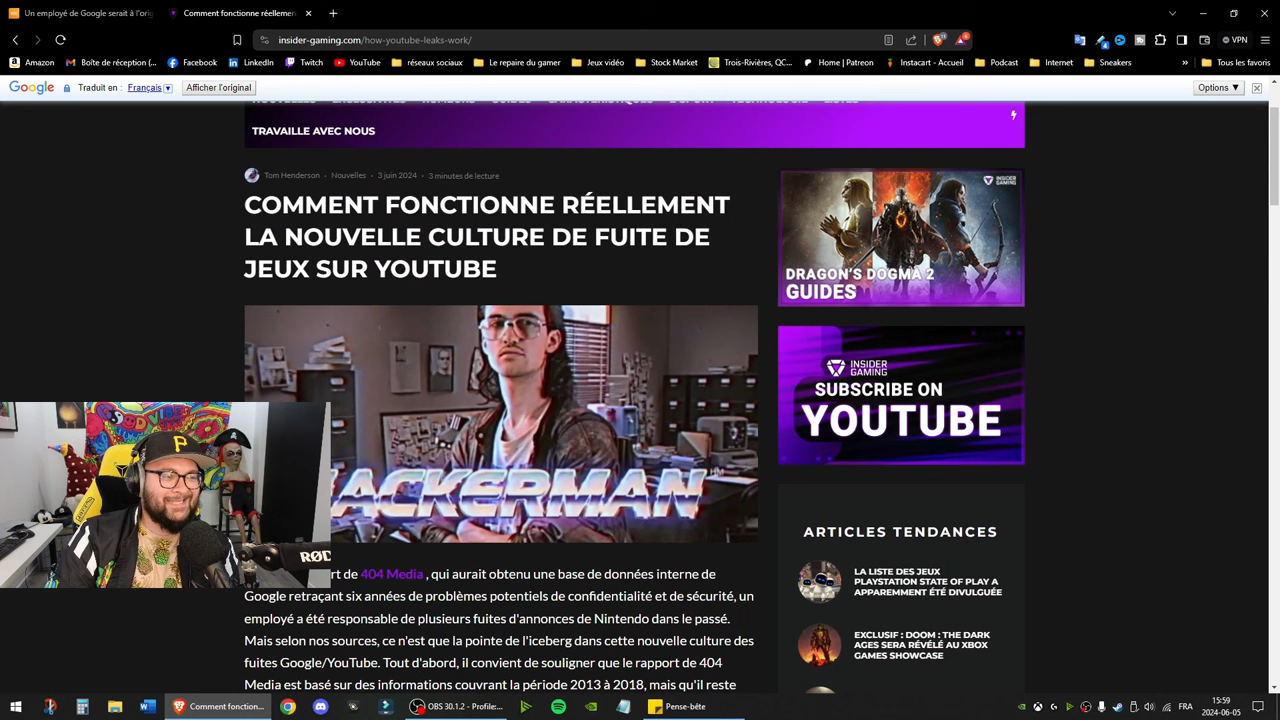 Un employé de Google serait à l'orig
Comment fonctionne réellemen
insider-gaming.com/how-youtube-leaks-work/
VPN
Amazon
Boîte de réception (...
Facebook
LinkedIn
Twitch
YouTube
réseaux sociaux
Le repaire du gamer
Jeux vidéo
Stock Market
Trois-Rivières, QC...
Home | Patreon
Instacart - Accueil
Podcast
Internet
Sneakers
Tous les favoris
Google
Traduit en : Français
Afficher l'original
Options ▼
TRAVAILLE AVEC NOUS
Tom Henderson • Nouvelles • 3 juin 2024 • 3 minutes de lecture
COMMENT FONCTIONNE RÉELLEMENT
LA NOUVELLE CULTURE DE FUITE DE
JEUX SUR YOUTUBE
INSIDER GAMING
DRAGON'S DOGMA 2
GUIDES
INSIDER
GAMING
SUBSCRIBE ON
YOUTUBE
ACKERMAN
P
RØD
ARTICLES TENDANCES
LA LISTE DES JEUX
PLAYSTATION STATE OF PLAY A
APPAREMMENT ÉTÉ DIVULGUÉE
EXCLUSIF : DOOM : THE DARK
AGES SERA RÉVÉLÉ AU XBOX
GAMES SHOWCASE
rt de 404 Media , qui aurait obtenu une base de données interne de
Google retraçant six années de problèmes potentiels de confidentialité et de sécurité, un
employé a été responsable de plusieurs fuites d'annonces de Nintendo dans le passé.
Mais selon nos sources, ce n'est que la pointe de l'iceberg dans cette nouvelle culture des
fuites Google/YouTube. Tout d'abord, il convient de souligner que le rapport de 404
Media est basé sur des informations couvrant la période 2013 à 2018, mais qu'il reste
Comment fonction...
OBS 30.1.2 - Profile:...
Pense-bête
FRA
15:59
2024-06-05